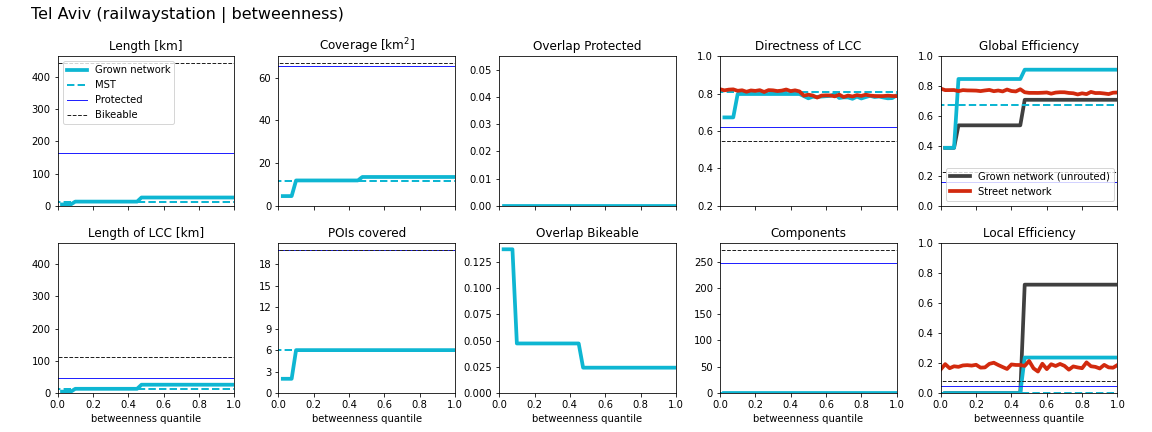 Tel Aviv (railwaystation | betweenness)
Length [km]
Coverage [km²]
Overlap Protected
Directness of LCC
Global Efficiency
400
300
200
100
0
Grown network
MST
Protected
Bikeable
60
40
20
0
0.05
0.04
0.03
0.02
0.01
0.00
1.0
0.8
0.6
0.4
0.2
1.0
0.8
0.6
0.4
0.2
0.0
Grown network (unrouted)
Street network
Length of LCC [km]
POIs covered
Overlap Bikeable
Components
Local Efficiency
400
300
200
100
0
0.0 0.2 0.4 0.6 0.8 1.0
betweenness quantile
18
15
12
9
6
3
0
0.0 0.2 0.4 0.6 0.8 1.0
betweenness quantile
0.125
0.100
0.075
0.050
0.025
0.000
0.0 0.2 0.4 0.6 0.8 1.0
betweenness quantile
250
200
150
100
50
0
0.0 0.2 0.4 0.6 0.8 1.0
betweenness quantile
1.0
0.8
0.6
0.4
0.2
0.0
0.0 0.2 0.4 0.6 0.8 1.0
betweenness quantile